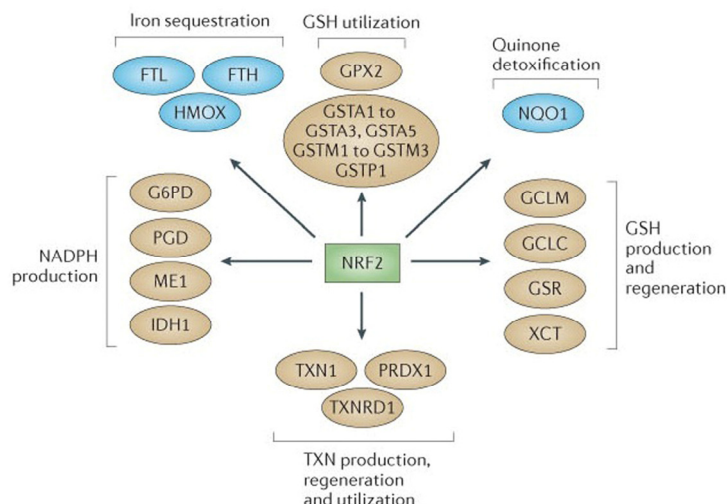 Iron sequestration
FTL
FTH
HMOX
GSH utilization
GPX2
GSTA1 to
GSTA3, GSTA5
GSTM1 to GSTM3
GSTP1
Quinone
detoxification
NQO1
NADPH
production
G6PD
PGD
ME1
IDH1
NRF2
GCLM
GCLC
GSR
XCT
GSH
production
and
regeneration
TXN1
PRDX1
TXNRD1
TXN production,
regeneration
and utilization